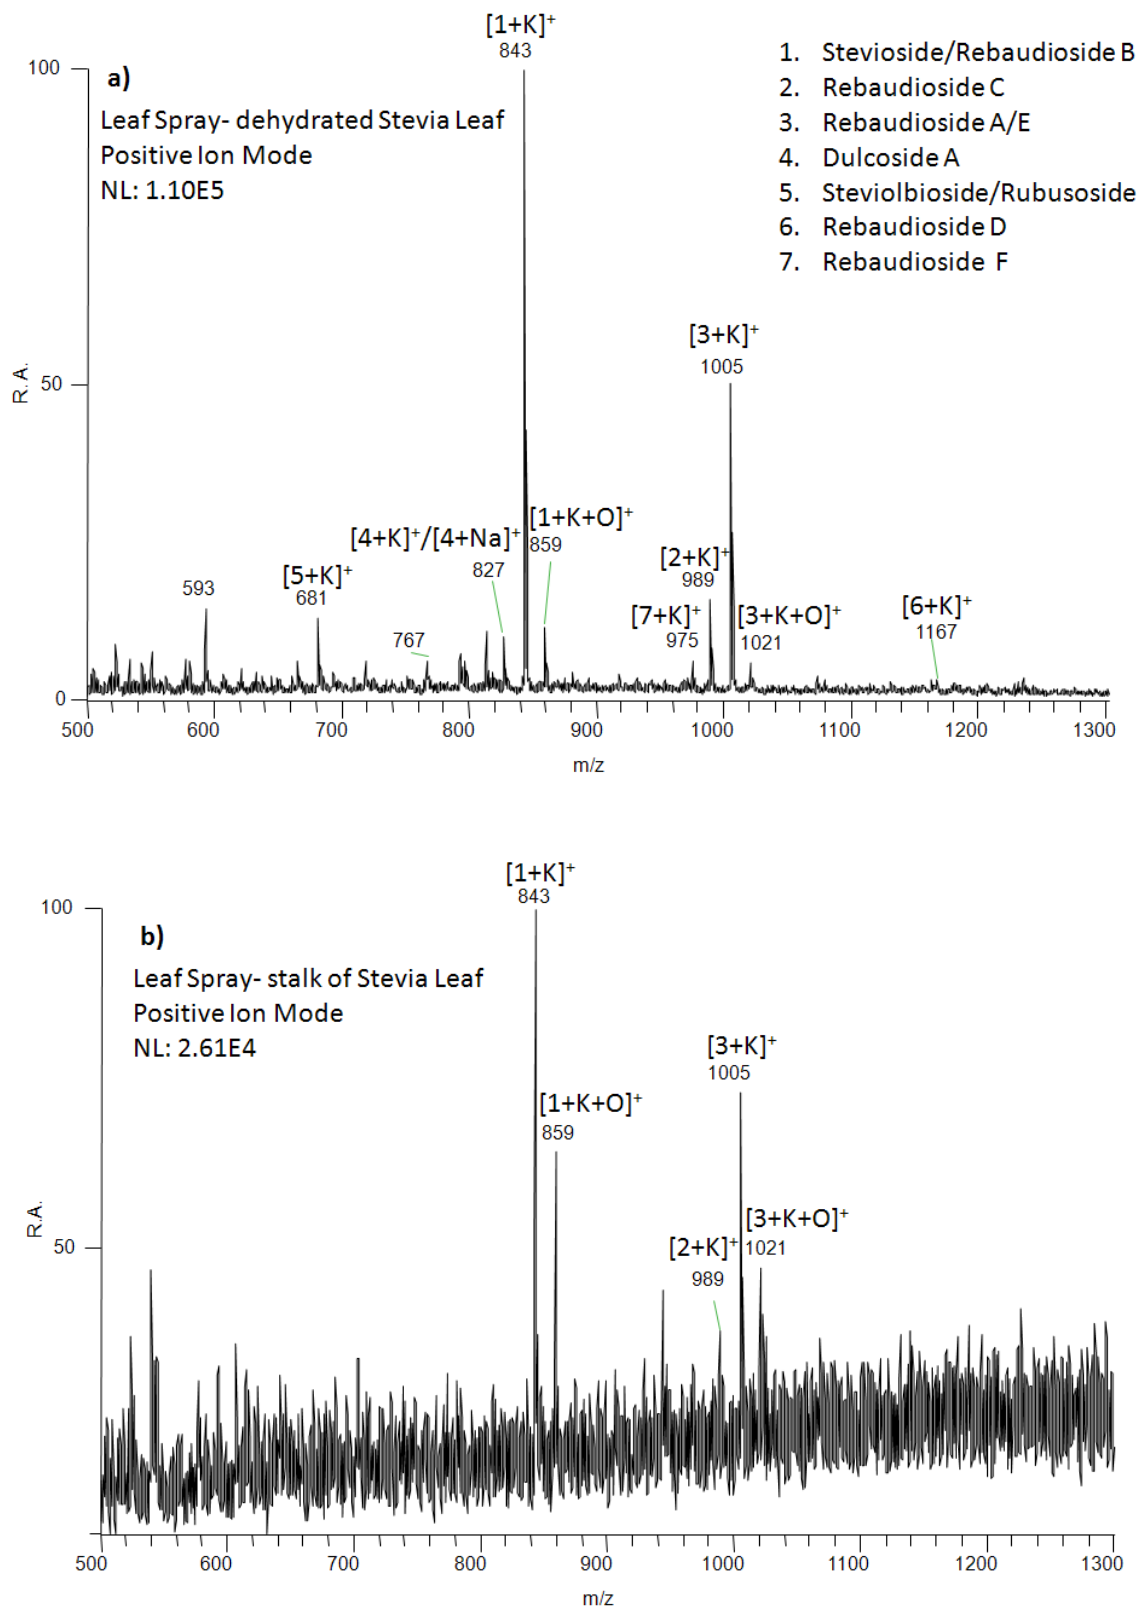 [1+K]⁺
843
100
a)
Leaf Spray- dehydrated Stevia Leaf
Positive Ion Mode
NL: 1.10E5
1. Stevioside/Rebaudioside B
2. Rebaudioside C
3. Rebaudioside A/E
4. Dulcoside A
5. Steviolbioside/Rubusoside
6. Rebaudioside D
7. Rebaudioside F
[3+K]⁺
1005
R. A.
50
[4+K]⁺/[4+Na]⁺
827
[1+K+O]⁺
859
593
[5+K]⁺
681
767
[2+K]⁺
989
[7+K]⁺
975
[3+K+O]⁺
1021
[6+K]⁺
1167
0
500 600 700 800 900 1000 1100 1200 1300
m/z
[1+K]⁺
843
100
b)
Leaf Spray- stalk of Stevia Leaf
Positive Ion Mode
NL: 2.61E4
[3+K]⁺
1005
[1+K+O]⁺
859
R.A.
50
[2+K]⁺
989
[3+K+O]⁺
1021
500 600 700 800 900 1000 1100 1200 1300
m/z